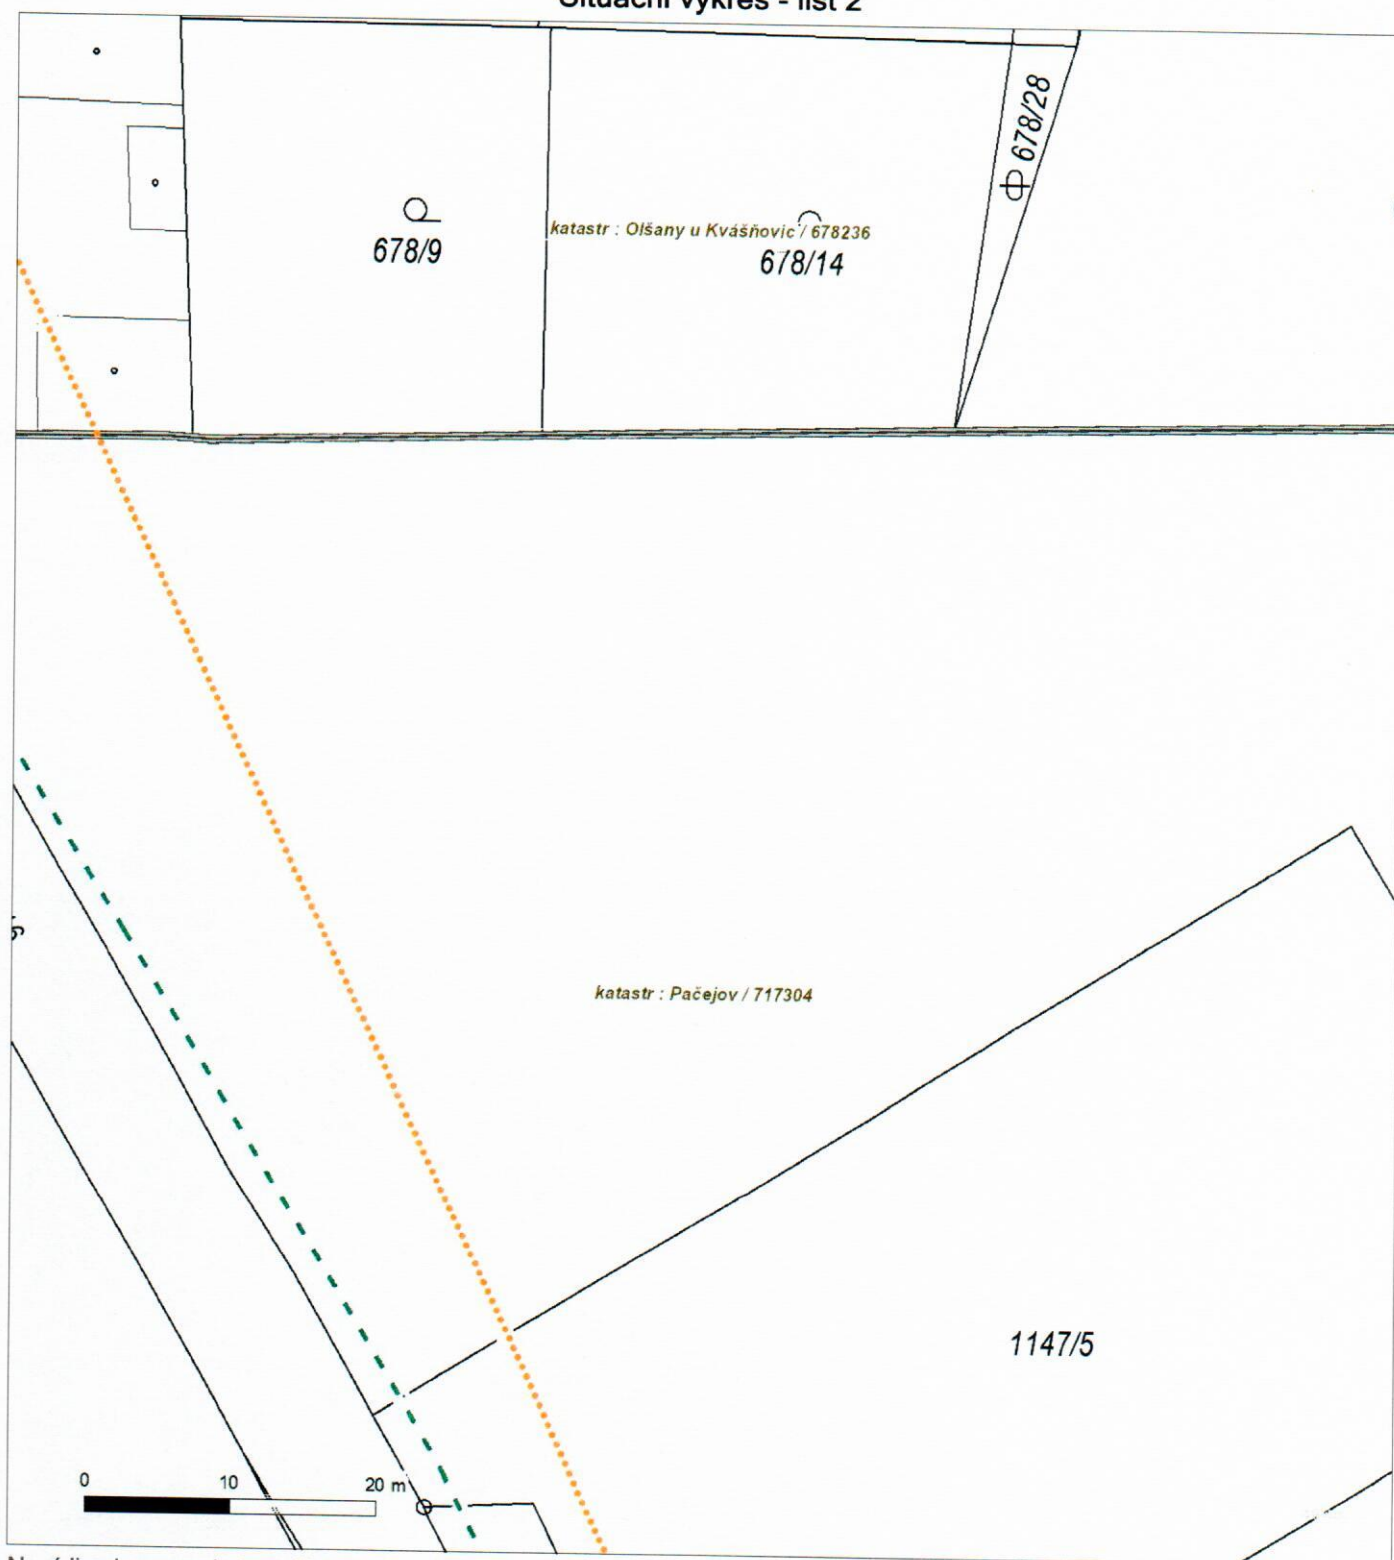 Situační výkres - list 2
678/28
678/9
katastr : Olšany u Kvášňovic / 678236
678/14
katastr : Pačejov / 717304
1147/5
0 10 20 m